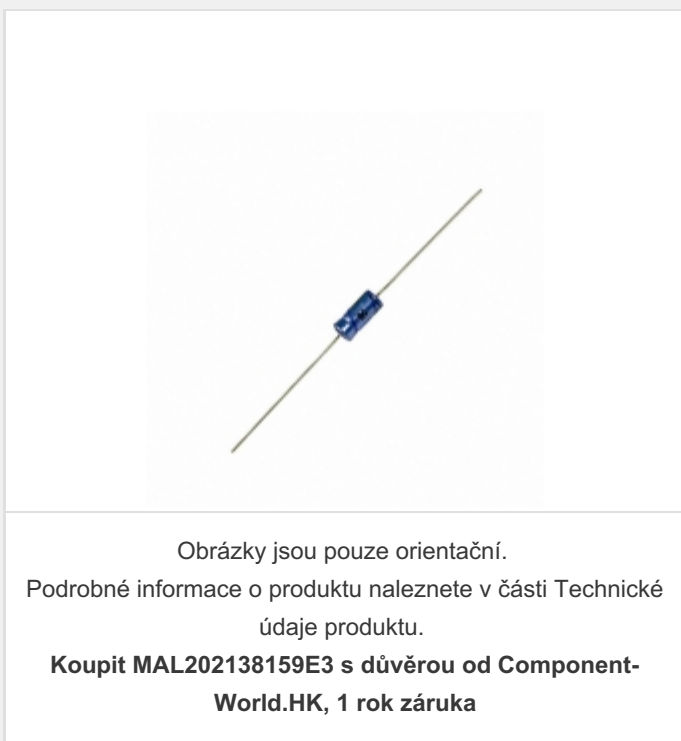 Obrázky jsou pouze orientační.
Podrobné informace o produktu naleznete v části Technické
údaje produktu.
Koupit MAL202138159E3 s důvěrou od Component-
World.HK, 1 rok záruka